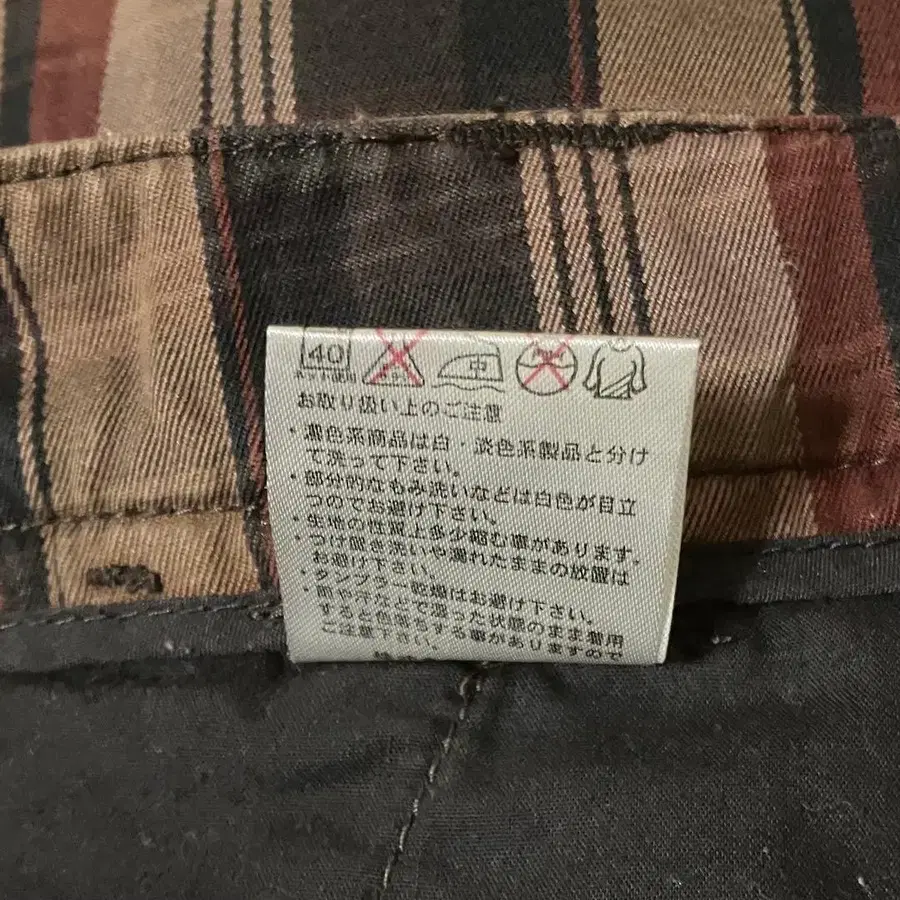 40
ネット使用
中
お取り扱い上のご注意
・濃色系商品は白・淡色系製品と分け
て洗って下さい。
・部分的なもみ洗いなどは白色が目立
つのでお避け下さい。
・生地の性質上多少縮む事があります。
・つけ置き洗いや濡れたままの放置は
お避け下さい。
・タンブラー乾燥はお避け下さい。
・雨や汗などで湿った状態のまま着用
すると色落ちする事がありますので
ご注意下さい。